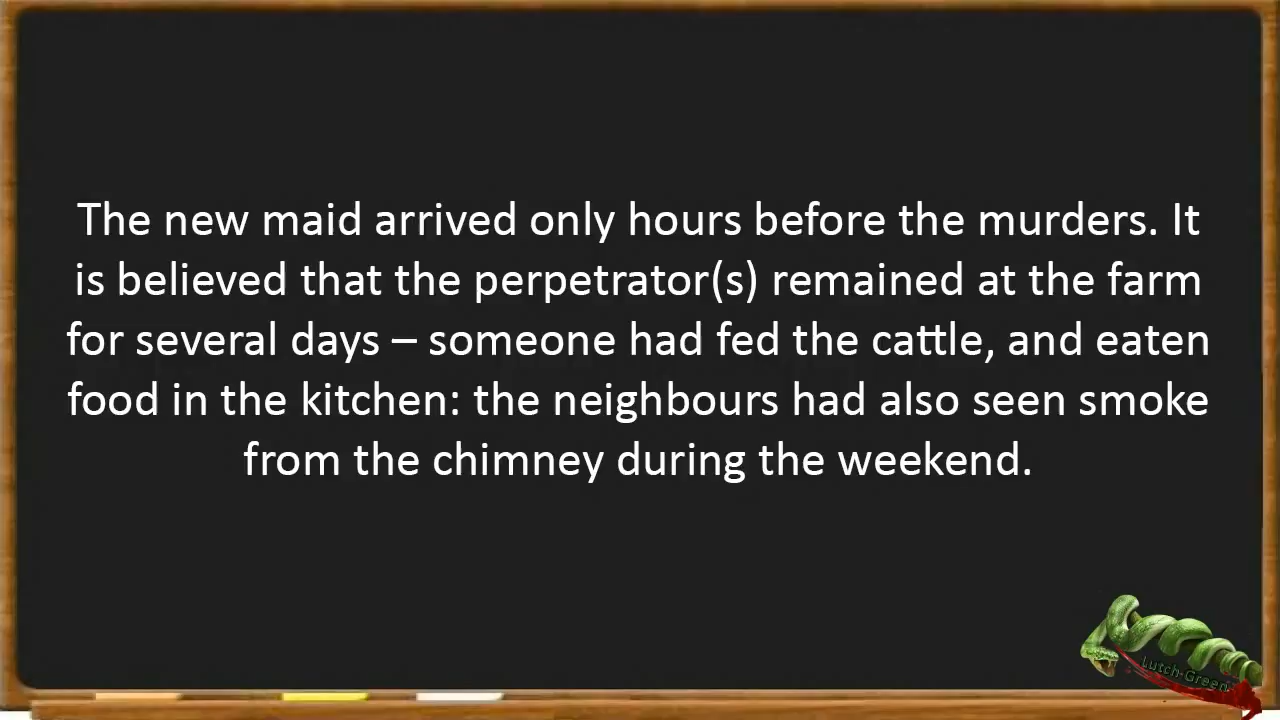 The new maid arrived only hours before the murders. It
is believed that the perpetrator(s) remained at the farm
for several days – someone had fed the cattle, and eaten
food in the kitchen: the neighbours had also seen smoke
from the chimney during the weekend.
Lutch-Green